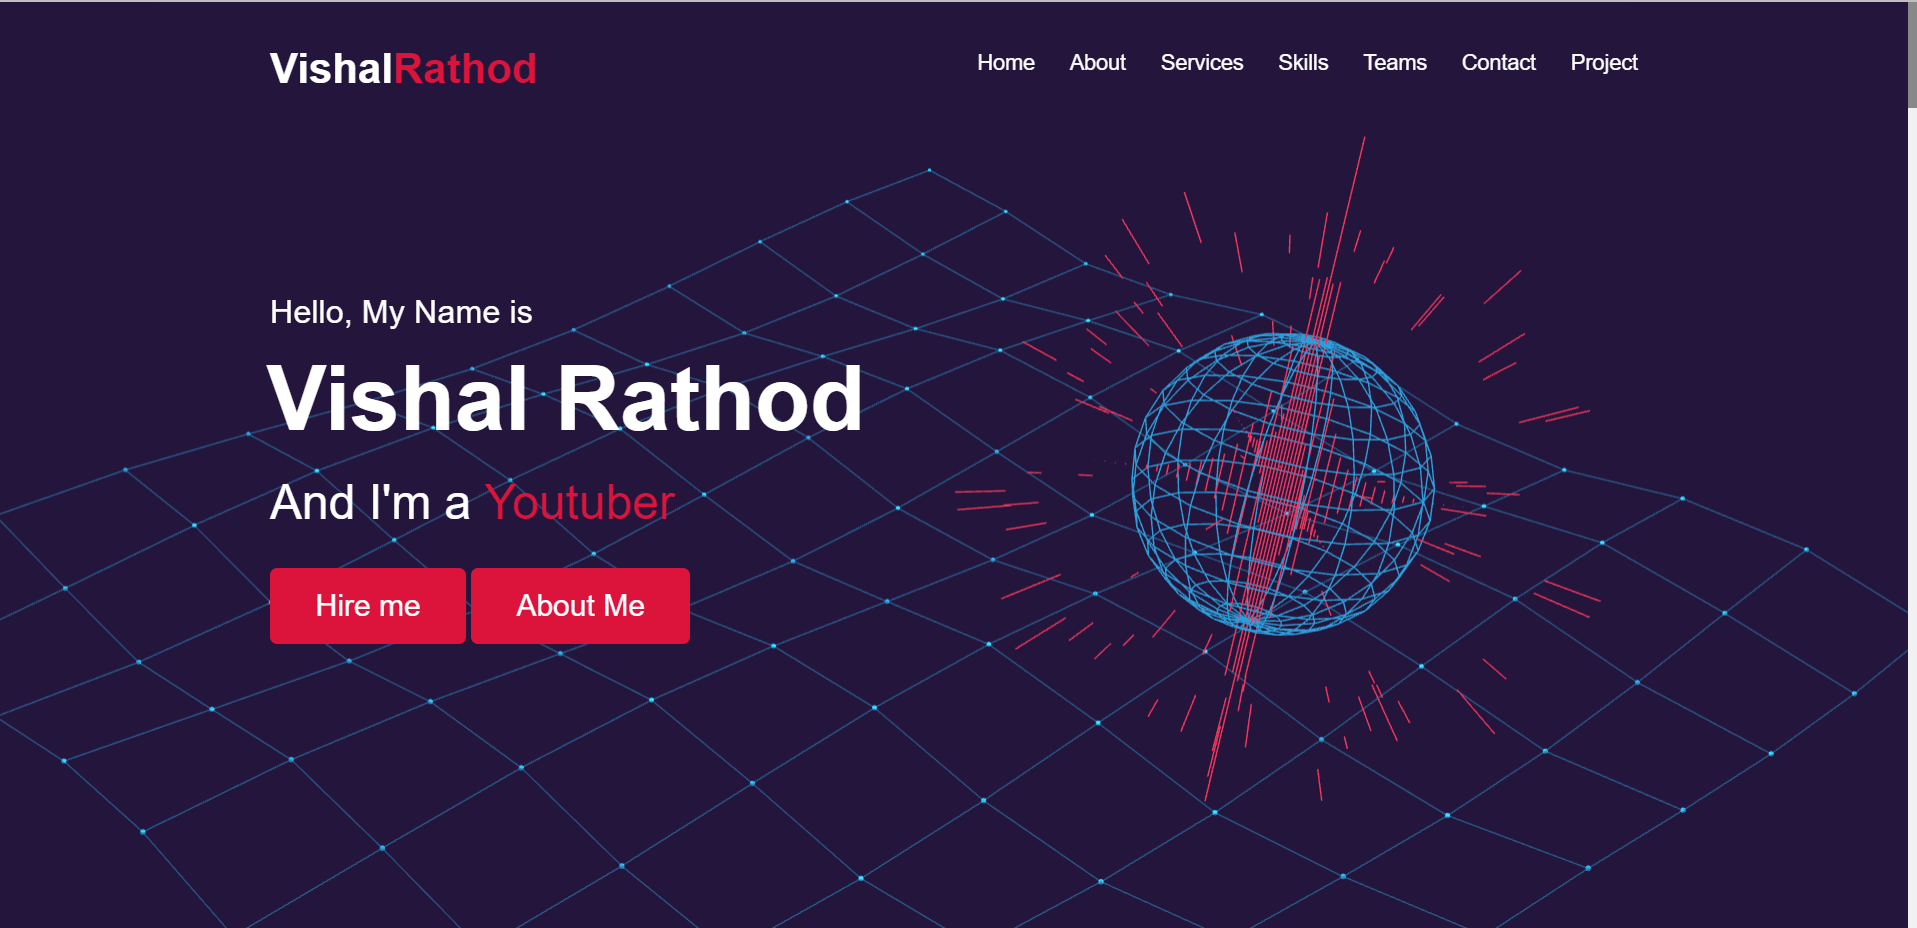 VishalRathod
Home About Services Skills Teams Contact Project
Hello, My Name is
Vishal Rathod
And I'm a Youtuber
Hire me About Me